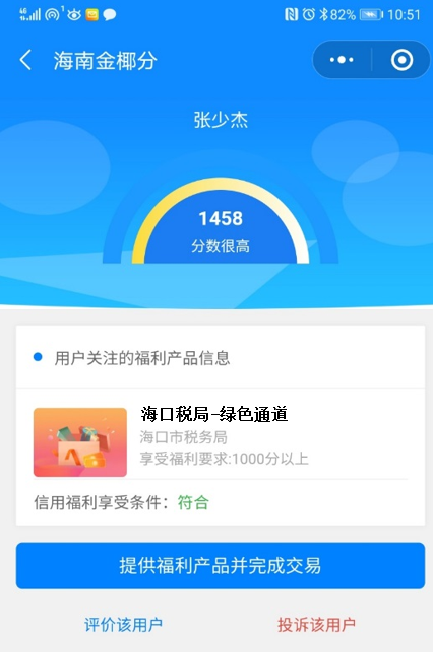 4G 1 82% 10:51
海南金椰分
张少杰
1458
分数很高
用户关注的福利产品信息
海口税局-绿色通道
海口市税务局
享受福利要求:1000分以上
信用福利享受条件：符合
提供福利产品并完成交易
评价该用户 投诉该用户